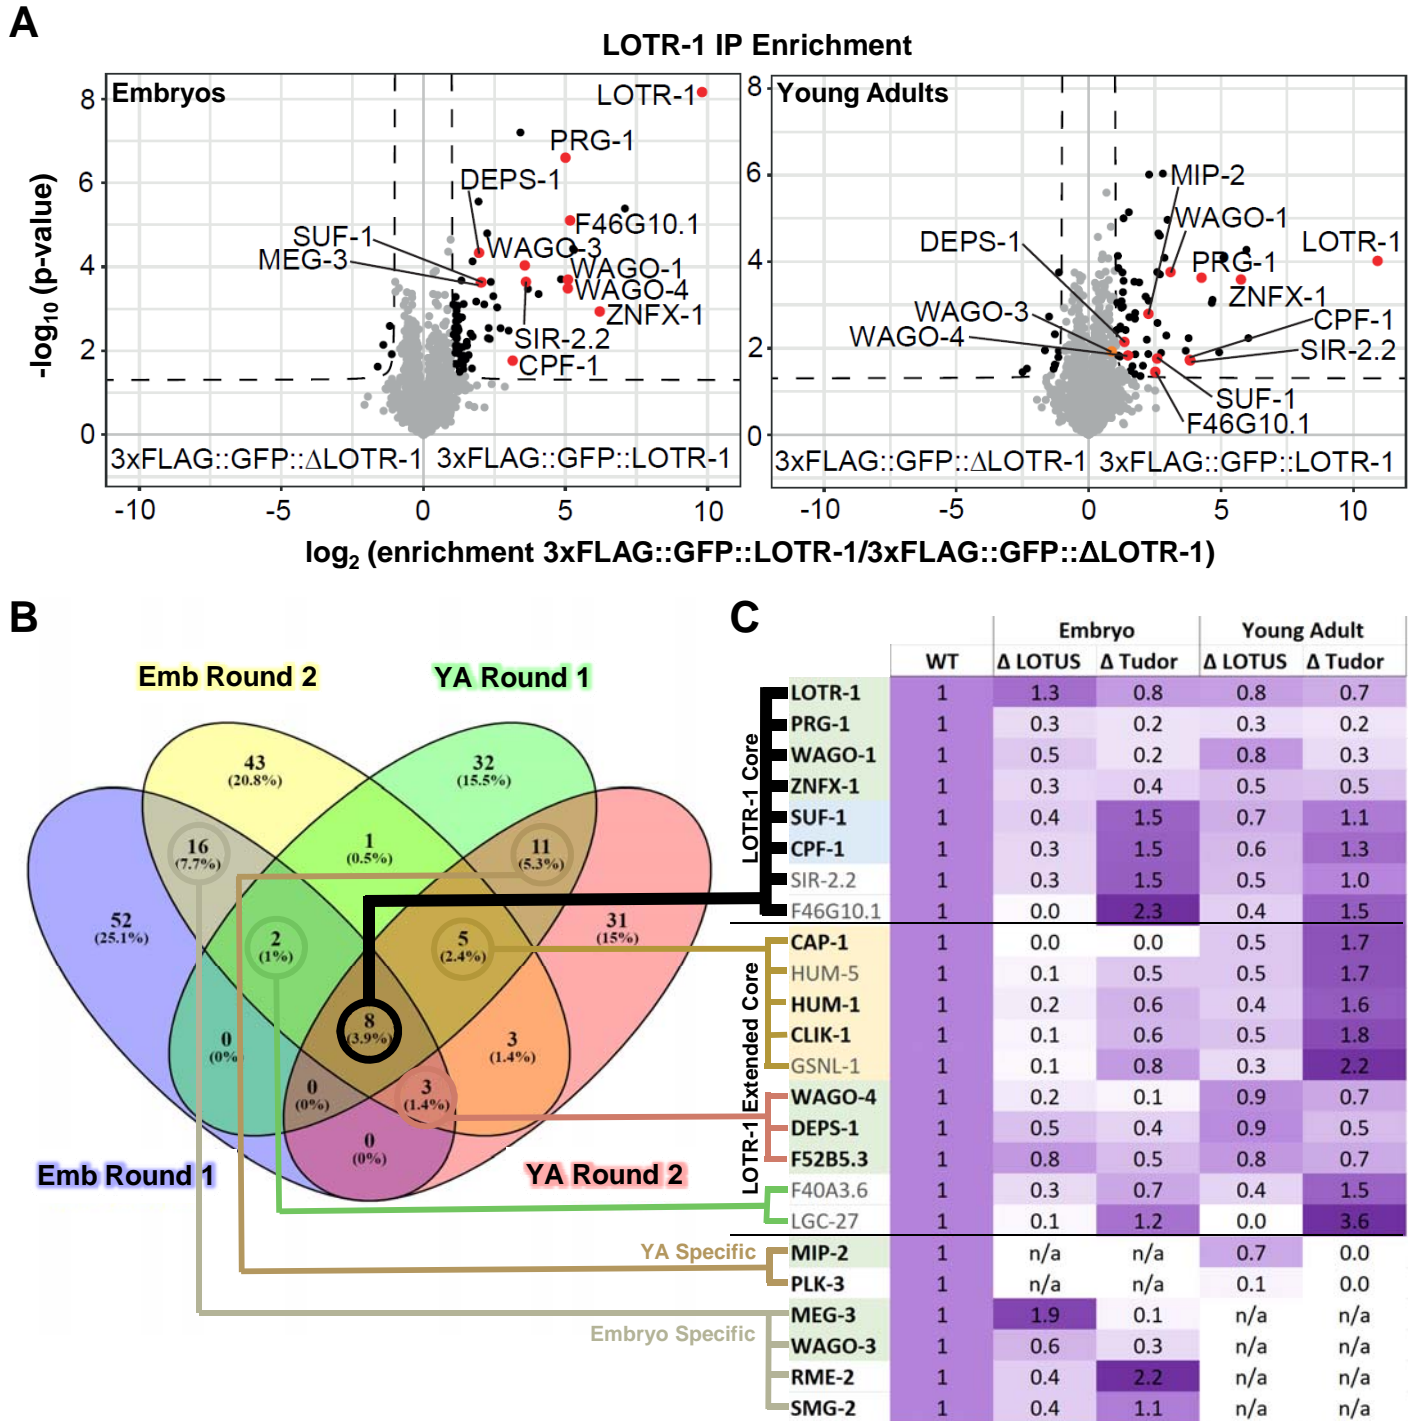 A
LOTR-1 IP Enrichment
Embryos
LOTR-1
PRG-1
DEPS-1
F46G10.1
SUF-1
WAGO-3
MEG-3
WAGO-1
WAGO-4
ZNFX-1
SIR-2.2
CPF-1
3xFLAG::GFP::ΔLOTR-1
3xFLAG::GFP::LOTR-1
8
6
4
2
0
-10
-5
0
5
10
-log10 (p-value)
Young Adults
MIP-2
WAGO-1
DEPS-1
LOTR-1
PRG-1
ZNFX-1
WAGO-3
CPF-1
WAGO-4
SIR-2.2
SUF-1
F46G10.1
3xFLAG::GFP::ΔLOTR-1
3xFLAG::GFP::LOTR-1
8
6
4
2
0
-10
-5
0
5
10
log2 (enrichment 3xFLAG::GFP::LOTR-1/3xFLAG::GFP::ΔLOTR-1)
B
Emb Round 2
YA Round 1
43
(20.8%)
32
(15.5%)
16
(7.7%)
1
(0.5%)
11
(5.3%)
52
(25.1%)
2
(1%)
5
(2.4%)
31
(15%)
8
(3.9%)
0
(0%)
3
(1.4%)
0
(0%)
3
(1.4%)
0
(0%)
Emb Round 1
YA Round 2
YA Specific
Embryo Specific
C
Embryo Young Adult
WT Δ LOTUS Δ Tudor Δ LOTUS Δ Tudor
LOTR-1 Core
LOTR-1 1 1.3 0.8 0.8 0.7
PRG-1 1 0.3 0.2 0.3 0.2
WAGO-1 1 0.5 0.2 0.8 0.3
ZNFX-1 1 0.3 0.4 0.5 0.5
SUF-1 1 0.4 1.5 0.7 1.1
CPF-1 1 0.3 1.5 0.6 1.3
SIR-2.2 1 0.3 1.5 0.5 1.0
F46G10.1 1 0.0 2.3 0.4 1.5
LOTR-1 Extended Core
CAP-1 1 0.0 0.0 0.5 1.7
HUM-5 1 0.1 0.5 0.5 1.7
HUM-1 1 0.2 0.6 0.4 1.6
CLIK-1 1 0.1 0.6 0.5 1.8
GSNL-1 1 0.1 0.8 0.3 2.2
WAGO-4 1 0.2 0.1 0.9 0.7
DEPS-1 1 0.5 0.4 0.9 0.5
F52B5.3 1 0.8 0.5 0.8 0.7
F40A3.6 1 0.3 0.7 0.4 1.5
LGC-27 1 0.1 1.2 0.0 3.6
MIP-2 1 n/a n/a 0.7 0.0
PLK-3 1 n/a n/a 0.1 0.0
MEG-3 1 1.9 0.1 n/a n/a
WAGO-3 1 0.6 0.3 n/a n/a
RME-2 1 0.4 2.2 n/a n/a
SMG-2 1 0.4 1.1 n/a n/a